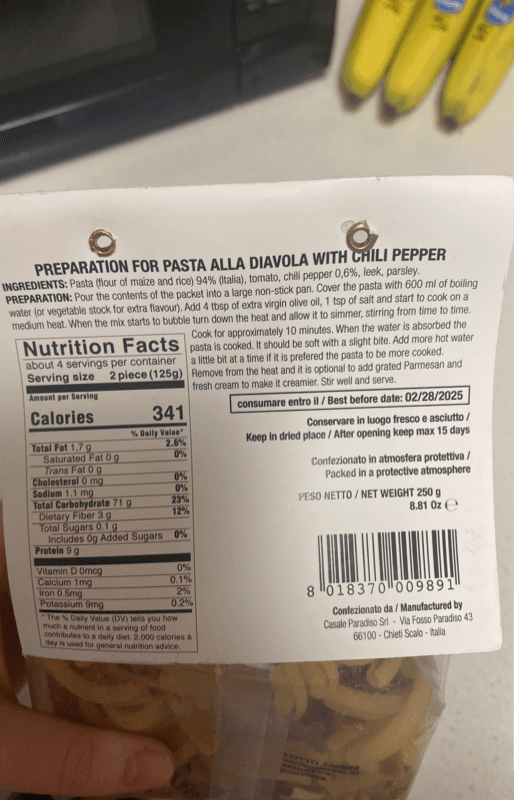 PREPARATION FOR PASTA ALLA DIAVOLA WITH CHILI PEPPER
INGREDIENTS: Pasta (flour of maize and rice) 94% (Italia), tomato, chili pepper 0,6%, leek, parsley.
PREPARATION: Pour the contents of the packet into a large non-stick pan. Cover the pasta with 600 ml of boiling
water (or vegetable stock for extra flavour). Add 4 tbsp of extra virgin olive oil, 1 tsp of salt and start to cook on a
medium heat. When the mix starts to bubble turn down the heat and allow it to simmer, stirring from time to time.
Cook for approximately 10 minutes. When the water is absorbed the
pasta is cooked. It should be soft with a slight bite. Add more hot water
a little bit at a time if it is prefered the pasta to be more cooked.
Remove from the heat and it is optional to add grated Parmesan and
fresh cream to make it creamier. Stir well and serve.
Nutrition Facts
about 4 servings per container
Serving size 2 piece (125g)
Amount per Serving
Calories 341
% Daily Value*
Total Fat 1,7 g 2.6%
Saturated Fat 0 g 0%
Trans Fat 0 g
Cholesterol 0 mg 0%
Sodium 1.1 mg 0%
Total Carbohydrate 71 g 23%
Dietary Fiber 3 g 12%
Total Sugars 0.1 g
Includes 0g Added Sugars 0%
Protein 9 g
Vitamin D 0mcg 0%
Calcium 1mg 0.1%
Iron 0.5mg 2%
Potassium 9mg 0.2%
* The % Daily Value (DV) tells you how
much a nutrient in a serving of food
contributes to a daily diet. 2,000 calories a
day is used for general nutrition advice.
consumare entro il / Best before date: 02/28/2025
Conservare in luogo fresco e asciutto /
Keep in dried place / After opening keep max 15 days
Confezionato in atmosfera protettiva /
Packed in a protective atmosphere
PESO NETTO / NET WEIGHT 250 g
8.81 Oz ℮
8 018370 009891
Confezionato da / Manufactured by
Casale Paradiso Srl - Via Fosso Paradiso 43
66100 - Chieti Scalo - Italia